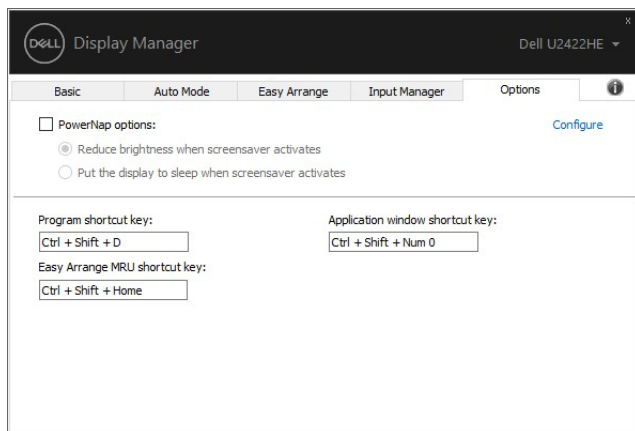 x
DELL Display Manager
Dell U2422HE
Basic Auto Mode Easy Arrange Input Manager Options i
PowerNap options: Configure
Reduce brightness when screensaver activates
Put the display to sleep when screensaver activates
Program shortcut key: Application window shortcut key:
Ctrl + Shift + D Ctrl + Shift + Num 0
Easy Arrange MRU shortcut key:
Ctrl + Shift + Home